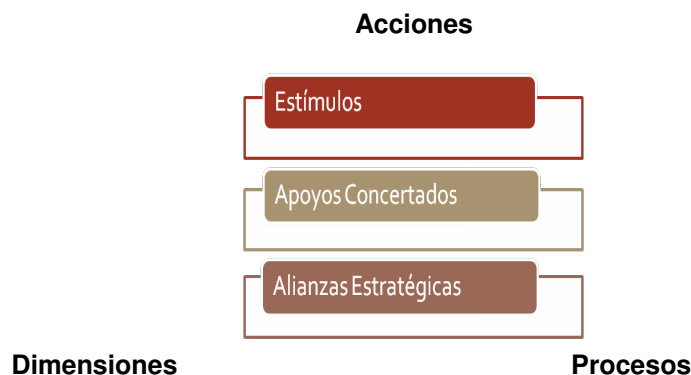 Acciones
Estímulos
Apoyos Concertados
Alianzas Estratégicas
Dimensiones
Procesos